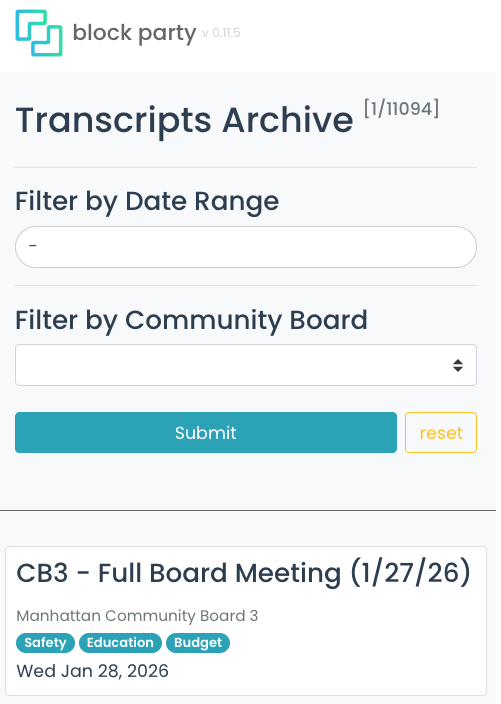 block party v 0.11.5
Transcripts Archive [1/11094]
Filter by Date Range
-
Filter by Community Board
Submit reset
CB3 - Full Board Meeting (1/27/26)
Manhattan Community Board 3
Safety Education Budget
Wed Jan 28, 2026